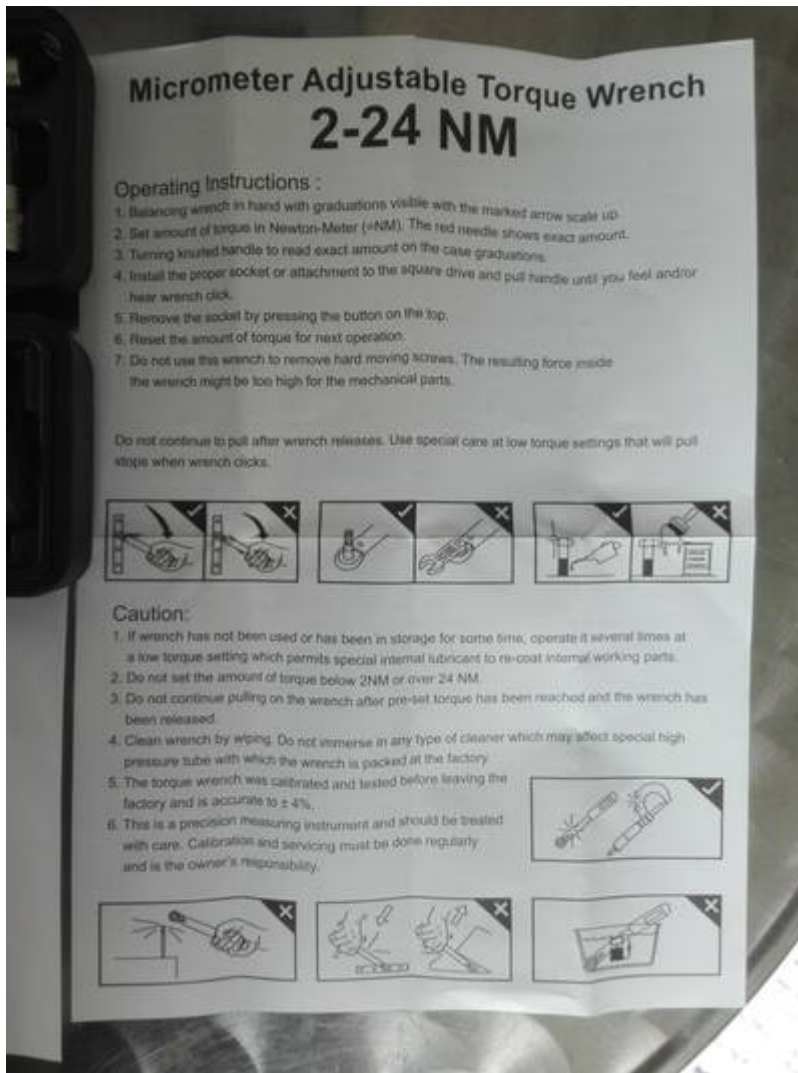 Micrometer Adjustable Torque Wrench
2-24 NM
Operating Instructions :
1. Balancing wrench in hand with graduations visible with the marked arrow scale up.
2. Set amount of torque in Newton-Meter (=NM). The red needle shows exact amount.
3. Turning knurled handle to read exact amount on the case graduations.
4. Install the proper socket or attachment to the square drive and pull handle until you feel and/or
hear wrench click.
5. Remove the socket by pressing the button on the top.
6. Reset the amount of torque for next operation.
7. Do not use this wrench to remove hard moving screws. The resulting force inside
the wrench might be too high for the mechanical parts.
Do not continue to pull after wrench releases. Use special care at low torque settings that will pull
stops when wrench clicks.
Caution:
1. If wrench has not been used or has been in storage for some time, operate it several times at
a low torque setting which permits special internal lubricant to re-coat internal working parts.
2. Do not set the amount of torque below 2NM or over 24 NM.
3. Do not continue pulling on the wrench after pre-set torque has been reached and the wrench has
been released.
4. Clean wrench by wiping. Do not immerse in any type of cleaner which may affect special high
pressure tube with which the wrench is packed at the factory.
5. The torque wrench was calibrated and tested before leaving the
factory and is accurate to ± 4%.
6. This is a precision measuring instrument and should be treated
with care. Calibration and servicing must be done regularly
and is the owner's responsibility.